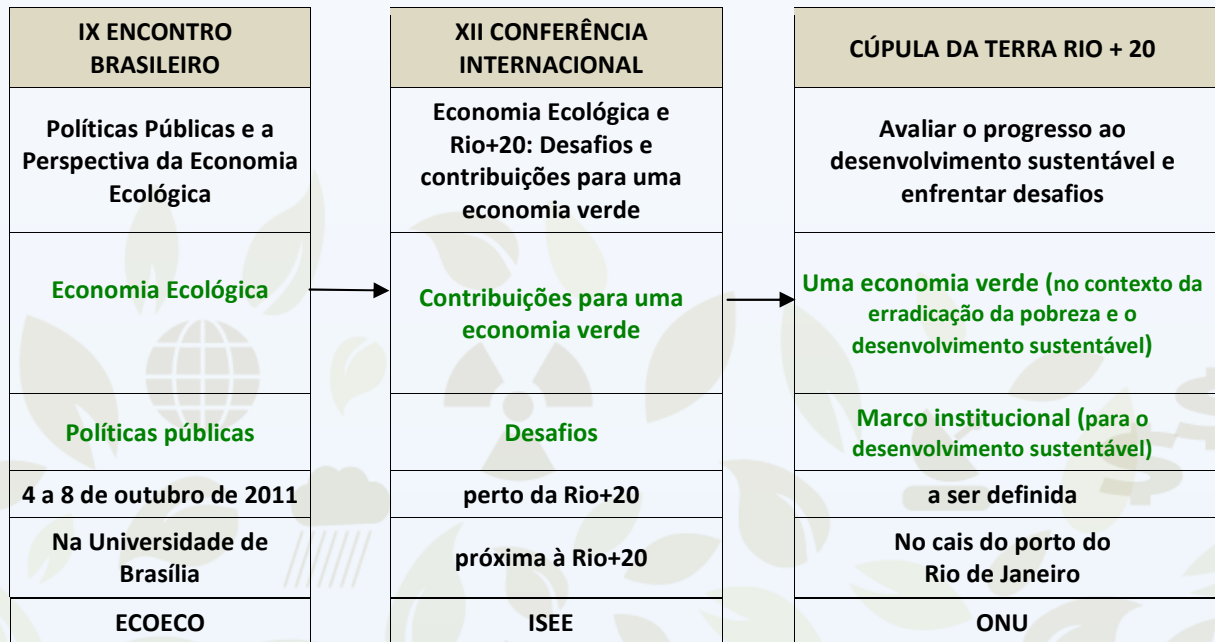 IX ENCONTRO
BRASILEIRO
Políticas Públicas e a
Perspectiva da Economia
Ecológica
Economia Ecológica
Políticas públicas
4 a 8 de outubro de 2011
Na Universidade de
Brasília
ECOECO
XII CONFERÊNCIA
INTERNACIONAL
Economia Ecológica e
Rio+20: Desafios e
contribuições para uma
economia verde
Contribuições para uma
economia verde
Desafios
perto da Rio+20
próxima à Rio+20
ISEE
CÚPULA DA TERRA RIO + 20
Avaliar o progresso ao
desenvolvimento sustentável e
enfrentar desafios
Uma economia verde (no contexto da
erradicação da pobreza e o
desenvolvimento sustentável)
Marco institucional (para o
desenvolvimento sustentável)
a ser definida
No cais do porto do
Rio de Janeiro
ONU